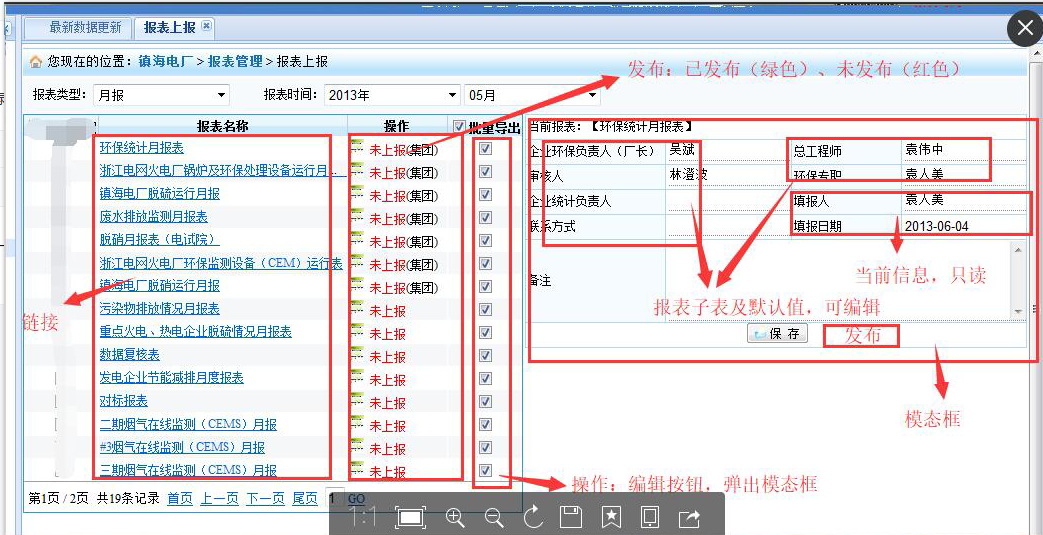 最新数据更新 报表上报
您现在的位置：镇海电厂 > 报表管理 > 报表上报
发布：已发布（绿色）、未发布（红色）
报表类型： 月报 报表时间： 2013年 05月
报表名称 操作 批量导出
当前报表：【环保统计月报表】
环保统计月报表 未上报(集团)
浙江电网火电厂锅炉及环保处理设备运行月... 未上报(集团)
镇海电厂脱硫运行月报 未上报(集团)
废水排放监测月报表 未上报(集团)
脱硝月报表（电试院） 未上报(集团)
浙江电网火电厂环保监测设备（CEM）运行表 未上报(集团)
镇海电厂脱硝运行月报 未上报(集团)
污染物排放情况月报表 未上报
重点火电、热电企业脱硫情况月报表 未上报
数据复核表 未上报
发电企业节能减排月度报表 未上报
对标报表 未上报
二期烟气在线监测（CEMS）月报 未上报
#3烟气在线监测（CEMS）月报 未上报
三期烟气在线监测（CEMS）月报 未上报
链接
企业环保负责人（厂长） 吴斌 总工程师 袁伟中
审核人 林澄波 环保专职 袁人美
企业统计负责人 填报人 袁人美
联系方式 填报日期 2013-06-04
当前信息，只读
备注
报表子表及默认值，可编辑
保 存 发布
模态框
操作：编辑按钮，弹出模态框
第1页 / 2页 共19条记录 首页 上一页 下一页 尾页 1 GO
1:1